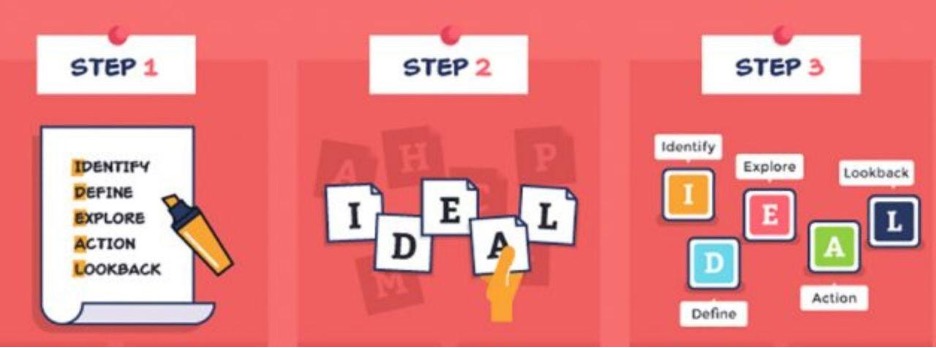 STEP 1
IDENTIFY
DEFINE
EXPLORE
ACTION
LOOKBACK
STEP 2
A H P
C
I D E A L
M
STEP 3
Identify
Explore
Lookback
I E L
D A
Action
Define